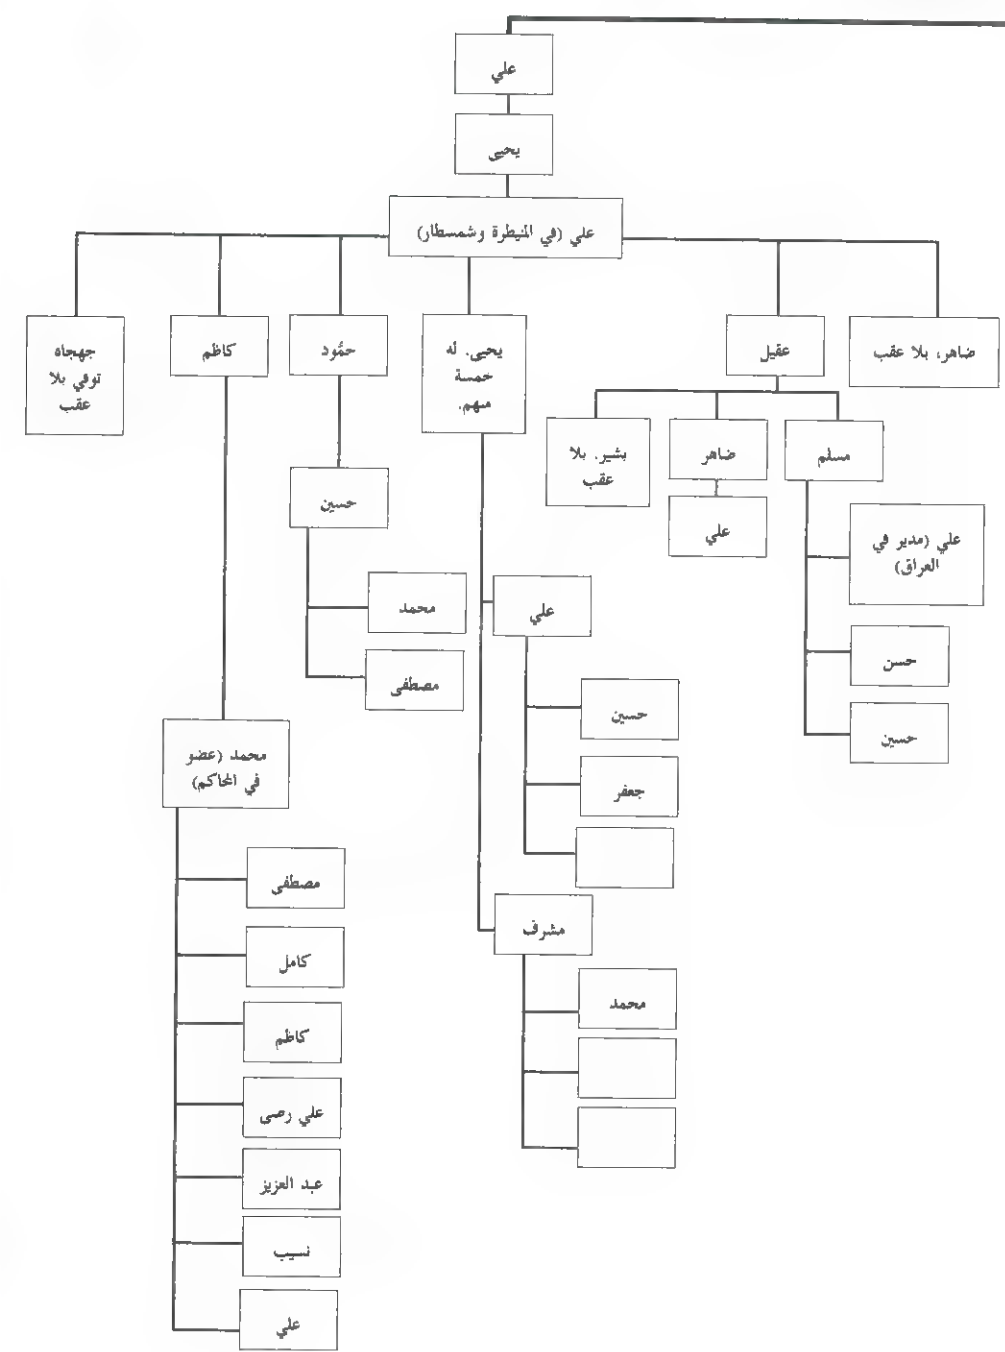 علي
يحيى
علي (في المنيطرة وشمسطار)
ضاهر، بلا عقب
عقيل
يحيى. له
خمسة
منهم.
حمّود
كاظم
جهجاه
توفي بلا
عقب
مسلم
ضاهر
بشير. بلا
عقب
علي
علي (مدير في
العراق)
حسن
حسين
حسين
محمد
مصطفى
علي
حسين
جعفر
مشرف
محمد
محمد (عضو
في المحاكم)
مصطفى
كامل
كاظم
علي رضى
عبد العزيز
نسيب
علي